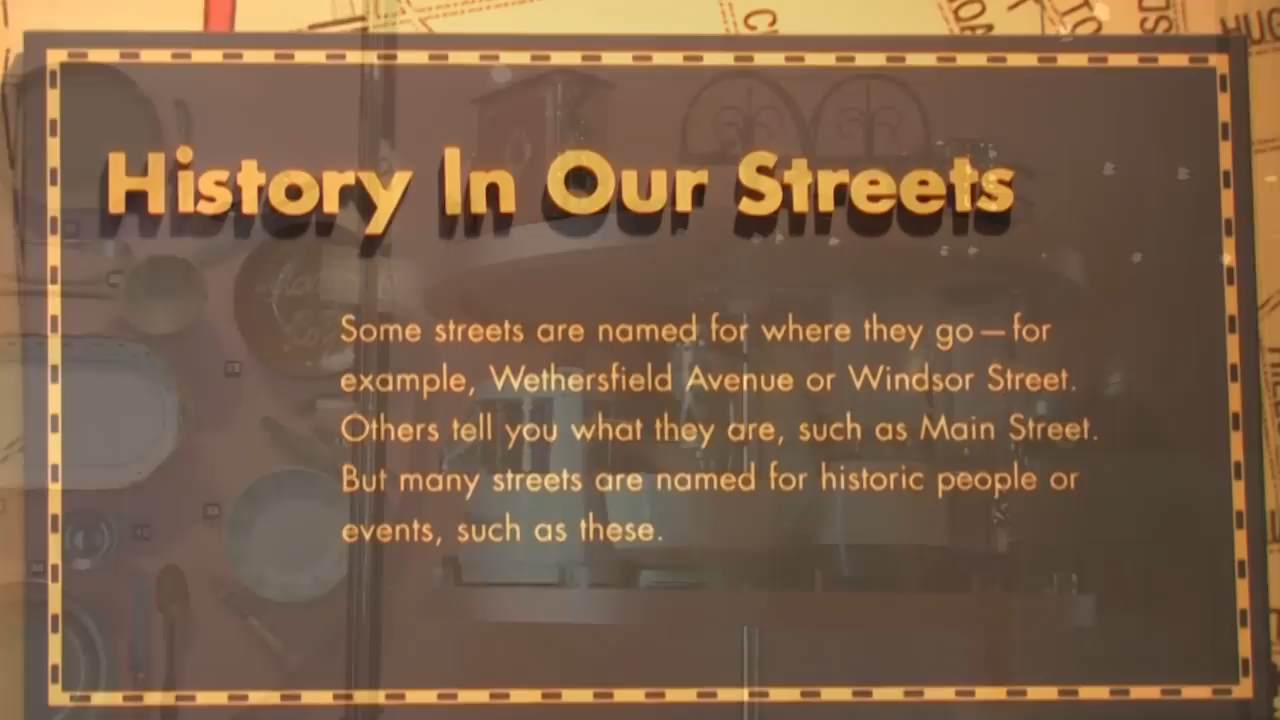 History In Our Streets
Some streets are named for where they go — for
example, Wethersfield Avenue or Windsor Street.
Others tell you what they are, such as Main Street.
But many streets are named for historic people or
events, such as these.